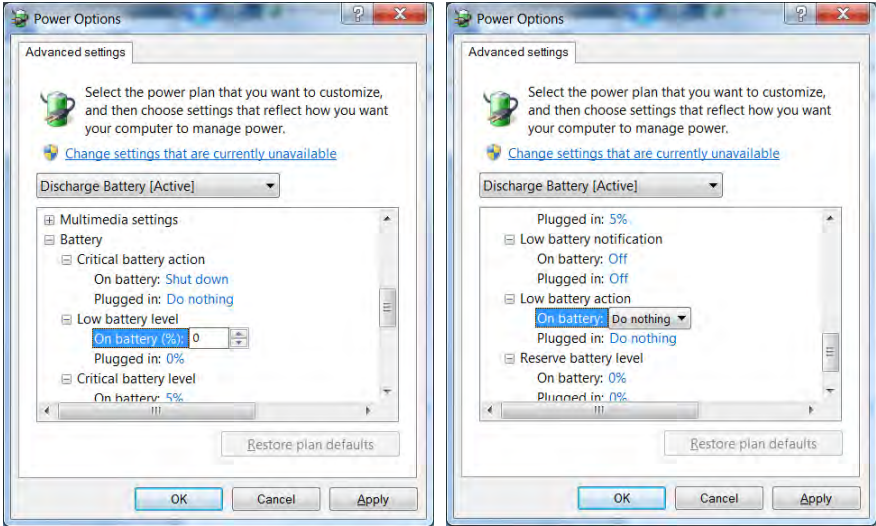 Power Options
Advanced settings
Select the power plan that you want to customize,
and then choose settings that reflect how you want
your computer to manage power.
Change settings that are currently unavailable
Discharge Battery [Active]
Multimedia settings
Battery
Critical battery action
On battery: Shut down
Plugged in: Do nothing
Low battery level
On battery (%): 0
Plugged in: 0%
Critical battery level
On battery: 5%
Restore plan defaults
OK Cancel Apply
Power Options
Advanced settings
Select the power plan that you want to customize,
and then choose settings that reflect how you want
your computer to manage power.
Change settings that are currently unavailable
Discharge Battery [Active]
Plugged in: 5%
Low battery notification
On battery: Off
Plugged in: Off
Low battery action
On battery: Do nothing
Plugged in: Do nothing
Reserve battery level
On battery: 0%
Plugged in: 0%
Restore plan defaults
OK Cancel Apply